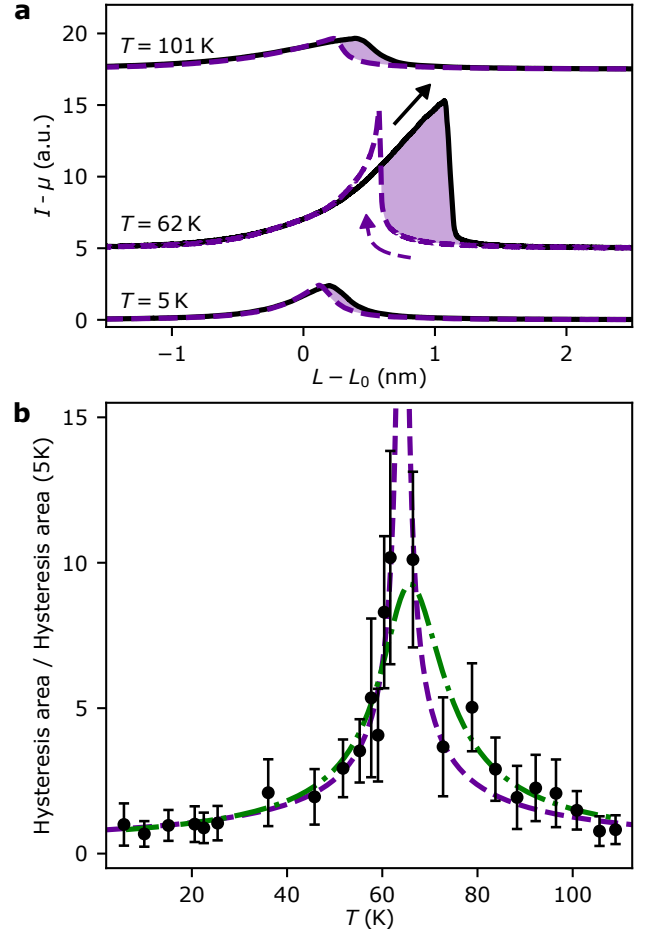 a
20
15
10
5
0
I - μ (a.u.)
T = 101 K
T = 62 K
T = 5 K
−1
0
1
2
L − L₀ (nm)
b
15
10
5
0
Hysteresis area / Hysteresis area (5K)
20
40
60
80
100
T (K)